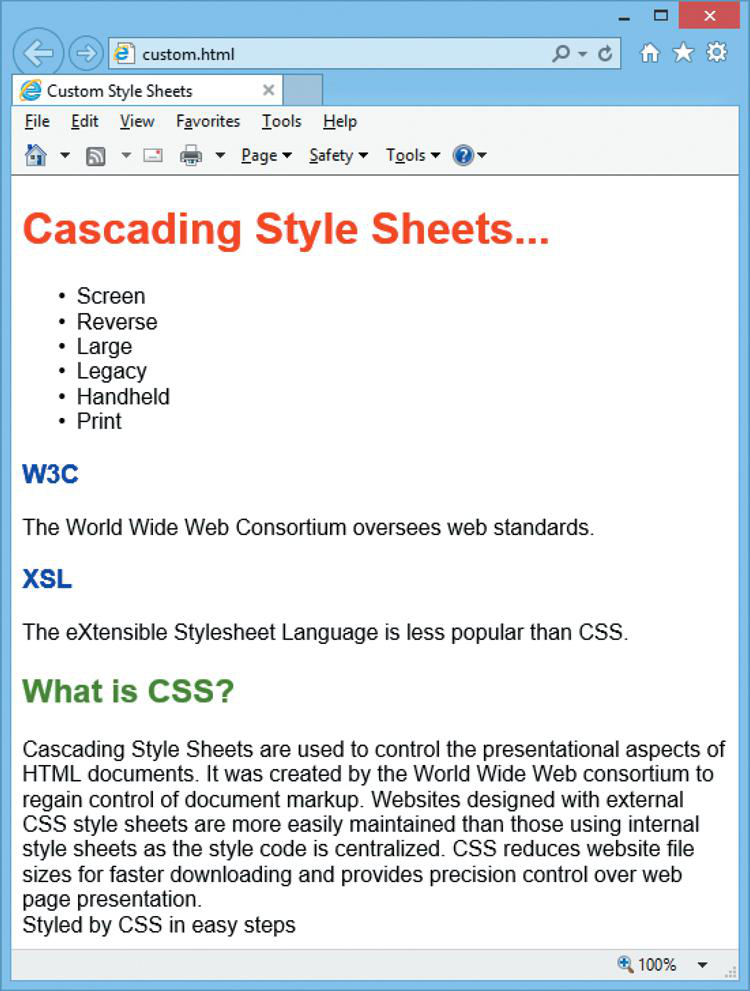 custom.html
Custom Style Sheets
File Edit View Favorites Tools Help
Page Safety Tools
Cascading Style Sheets...
• Screen
• Reverse
• Large
• Legacy
• Handheld
• Print
W3C
The World Wide Web Consortium oversees web standards.
XSL
The eXtensible Stylesheet Language is less popular than CSS.
What is CSS?
Cascading Style Sheets are used to control the presentational aspects of
HTML documents. It was created by the World Wide Web consortium to
regain control of document markup. Websites designed with external
CSS style sheets are more easily maintained than those using internal
style sheets as the style code is centralized. CSS reduces website file
sizes for faster downloading and provides precision control over web
page presentation.
Styled by CSS in easy steps
100%